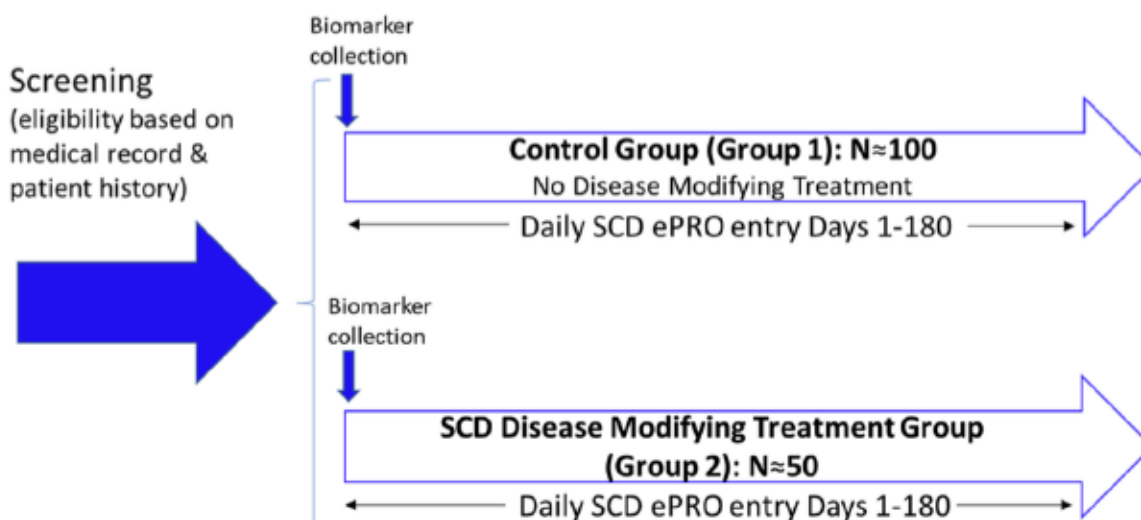 Screening
(eligibility based on
medical record &
patient history)
Biomarker
collection
Control Group (Group 1): N≈100
No Disease Modifying Treatment
Daily SCD ePRO entry Days 1-180
Biomarker
collection
SCD Disease Modifying Treatment Group
(Group 2): N≈50
Daily SCD ePRO entry Days 1-180